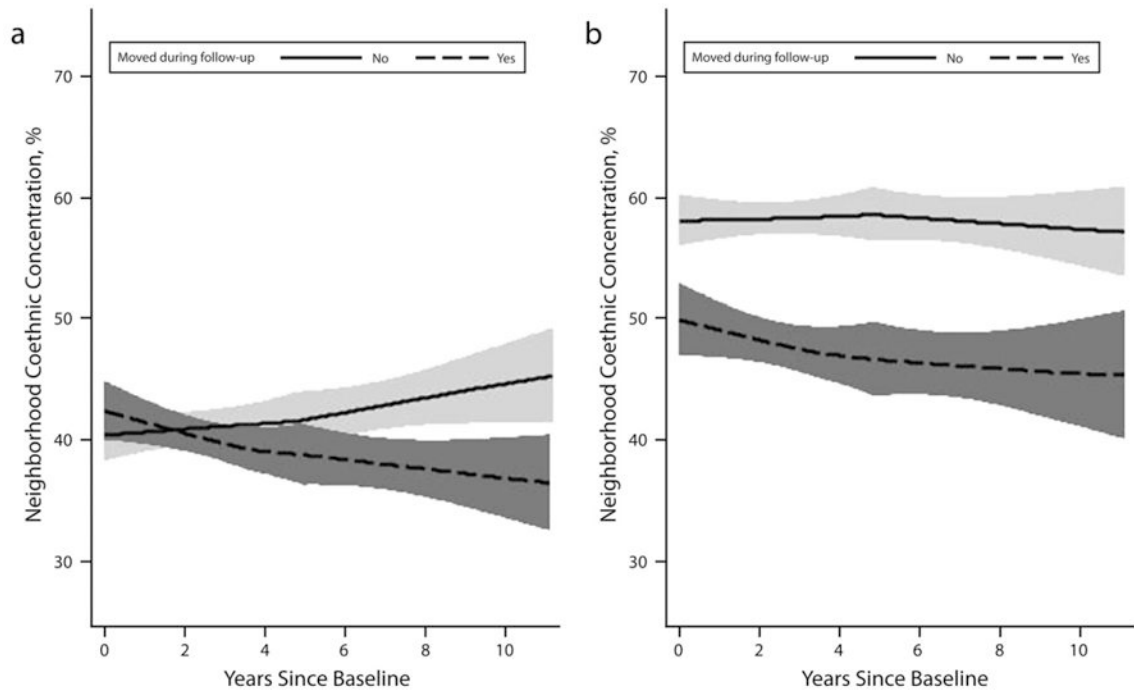 a
Moved during follow-up No Yes
70
60
50
40
30
Neighborhood Coethnic Concentration, %
0 2 4 6 8 10
Years Since Baseline
b
Moved during follow-up No Yes
70
60
50
40
30
Neighborhood Coethnic Concentration, %
0 2 4 6 8 10
Years Since Baseline